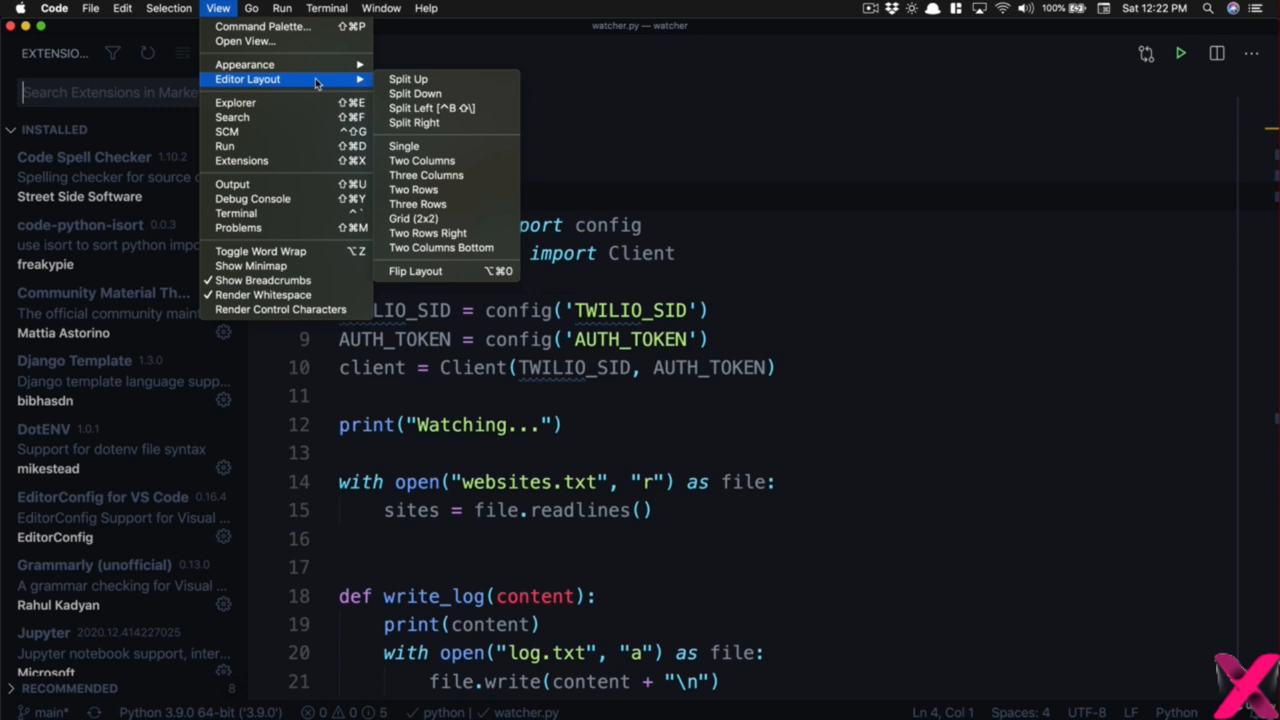 Code File Edit Selection View Go Run Terminal Window Help 100% Sat 12:22 PM
watcher.py — watcher
EXTENSIO...
Search Extensions in Marke
INSTALLED
Code Spell Checker 1.10.2
Spelling checker for source c
Street Side Software
code-python-isort 0.0.3
use isort to sort python impo
freakypie
Community Material Th...
The official community maint
Mattia Astorino
Django Template 1.3.0
Django template language supp...
bibhasdn
DotENV 1.0.1
Support for dotenv file syntax
mikestead
EditorConfig for VS Code 0.16.4
EditorConfig Support for Visual ...
EditorConfig
Grammarly (unofficial) 0.13.0
A grammar checking for Visual ...
Rahul Kadyan
Jupyter 2020.12.414227025
Jupyter notebook support, inter...
Microsoft
RECOMMENDED 8
Command Palette... ⇧⌘P
Open View...
Appearance
Editor Layout
Explorer ⇧⌘E
Search ⇧⌘F
SCM ^⇧G
Run ⇧⌘D
Extensions ⇧⌘X
Output ⇧⌘U
Debug Console ⇧⌘Y
Terminal ^`
Problems ⇧⌘M
Toggle Word Wrap ⌥Z
Show Minimap
✓ Show Breadcrumbs
✓ Render Whitespace
Render Control Characters
Split Up
Split Down
Split Left [^B ⇧\]
Split Right
Single
Two Columns
Three Columns
Two Rows
Three Rows
Grid (2x2)
Two Rows Right
Two Columns Bottom
Flip Layout ⌥⌘0
port config
import Client
TWILIO_SID = config('TWILIO_SID')
9 AUTH_TOKEN = config('AUTH_TOKEN')
10 client = Client(TWILIO_SID, AUTH_TOKEN)
11
12 print("Watching...")
13
14 with open("websites.txt", "r") as file:
15 sites = file.readlines()
16
17
18 def write_log(content):
19 print(content)
20 with open("log.txt", "a") as file:
21 file.write(content + "\n")
main* Python 3.9.0 64-bit ('3.9.0') 0 0 5 ✓ python | ✓ watcher.py Ln 4, Col 1 Spaces: 4 UTF-8 LF Python
X